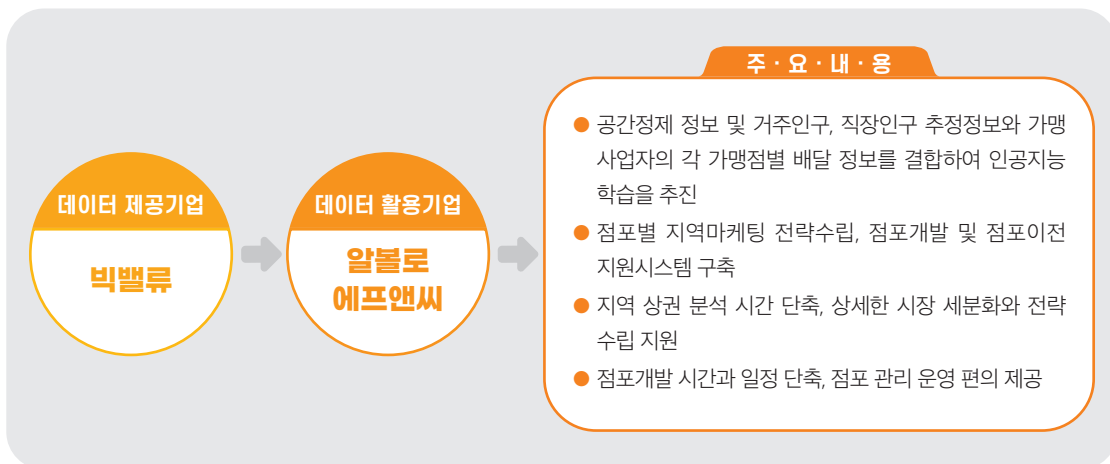 주·요·내·용
데이터 제공기업
빅밸류
데이터 활용기업
알볼로
에프앤씨
● 공간정제 정보 및 거주인구, 직장인구 추정정보와 가맹
사업자의 각 가맹점별 배달 정보를 결합하여 인공지능
학습을 추진
● 점포별 지역마케팅 전략수립, 점포개발 및 점포이전
지원시스템 구축
● 지역 상권 분석 시간 단축, 상세한 시장 세분화와 전략
수립 지원
● 점포개발 시간과 일정 단축, 점포 관리 운영 편의 제공